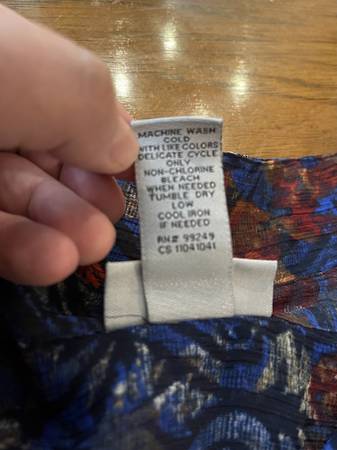 MACHINE WASH
COLD
WITH LIKE COLORS
DELICATE CYCLE
ONLY
NON-CHLORINE
BLEACH
WHEN NEEDED
TUMBLE DRY
LOW
COOL IRON
IF NEEDED
RN# 99249
CS 11041041